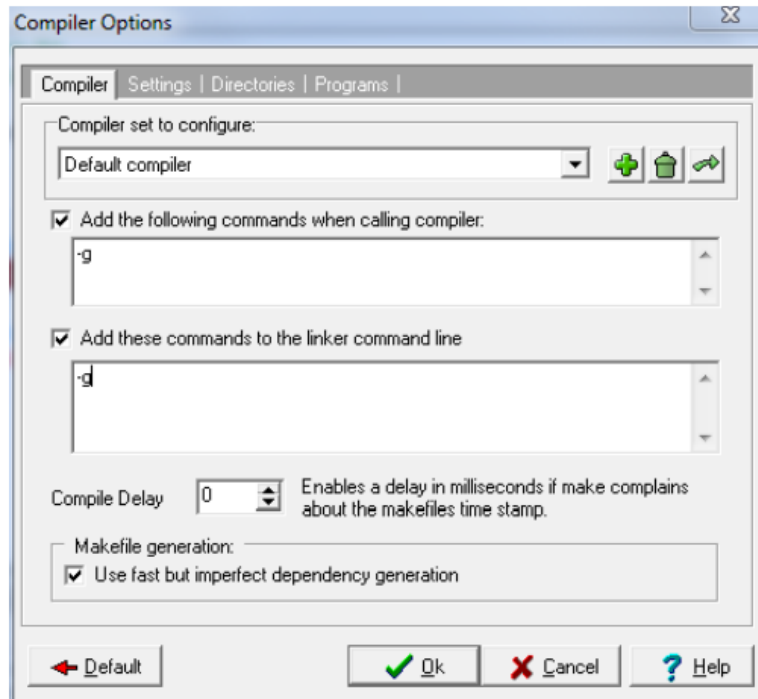 Compiler Options
Compiler Settings | Directories | Programs |
Compiler set to configure:
Default compiler
Add the following commands when calling compiler:
-g
Add these commands to the linker command line
-g
Compile Delay 0 Enables a delay in milliseconds if make complains
about the makefiles time stamp.
Makefile generation:
Use fast but imperfect dependency generation
Default Ok Cancel ? Help